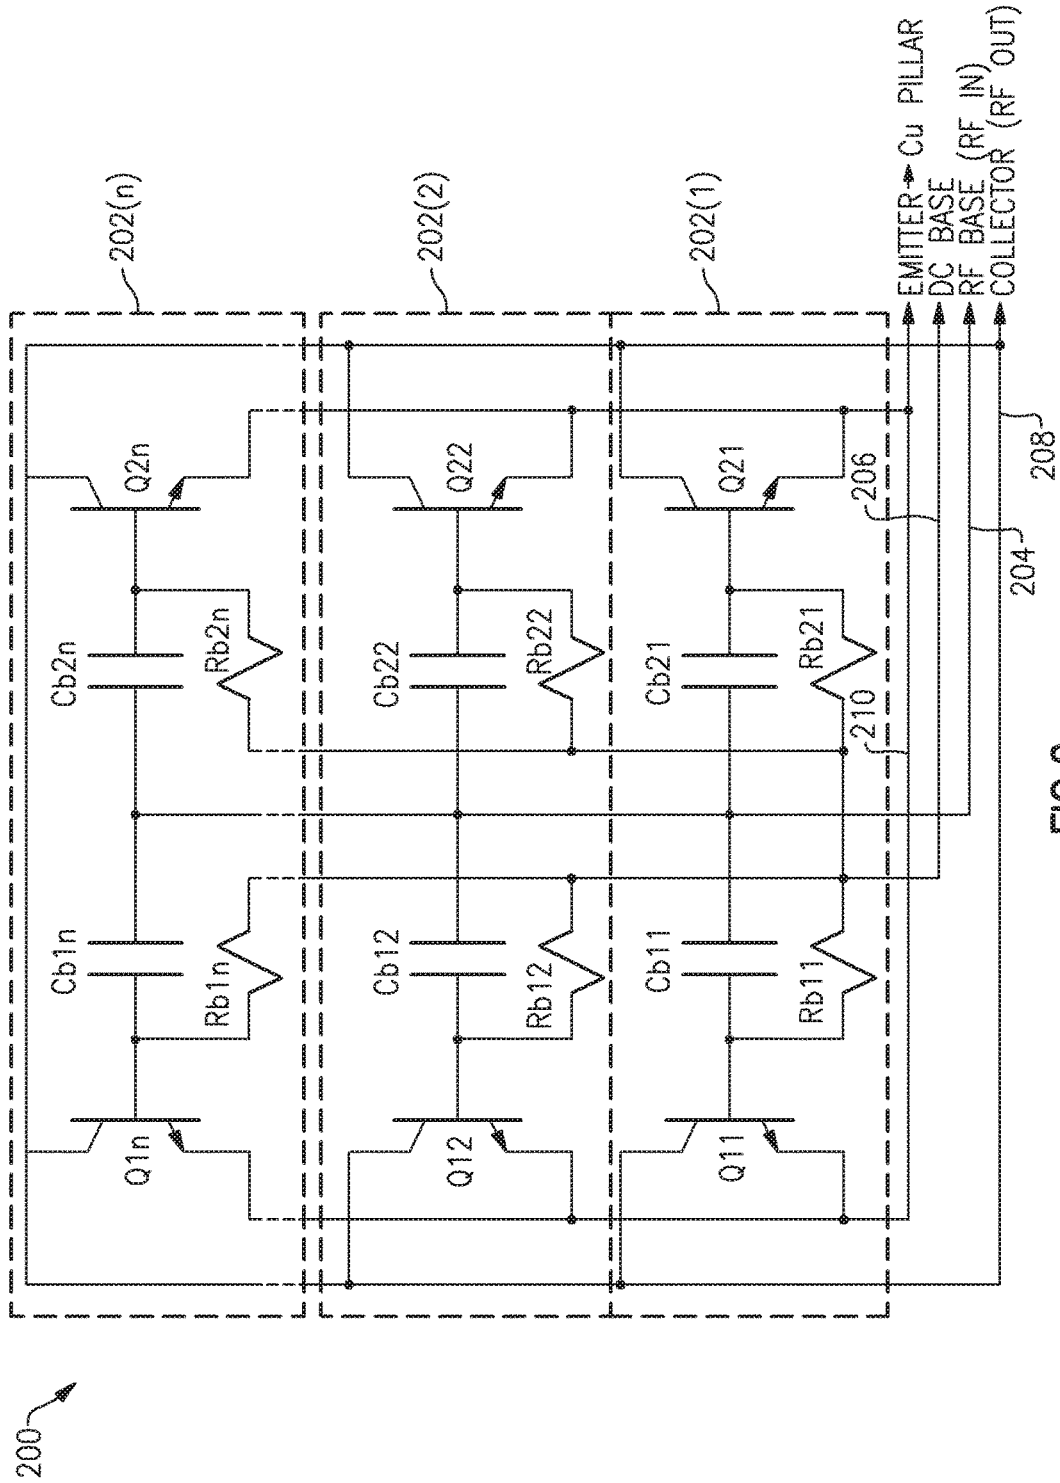 200
202(n)
202(2)
202(1)
Cb1n
Cb2n
Rb1n
Rb2n
Q1n
Q2n
Cb12
Cb22
Rb12
Rb22
Q12
Q22
Cb11
Cb21
Rb11
Rb21
Q11
Q21
210
206
204
208
EMITTER Cu PILLAR
DC BASE
RF BASE (RF IN)
COLLECTOR (RF OUT)